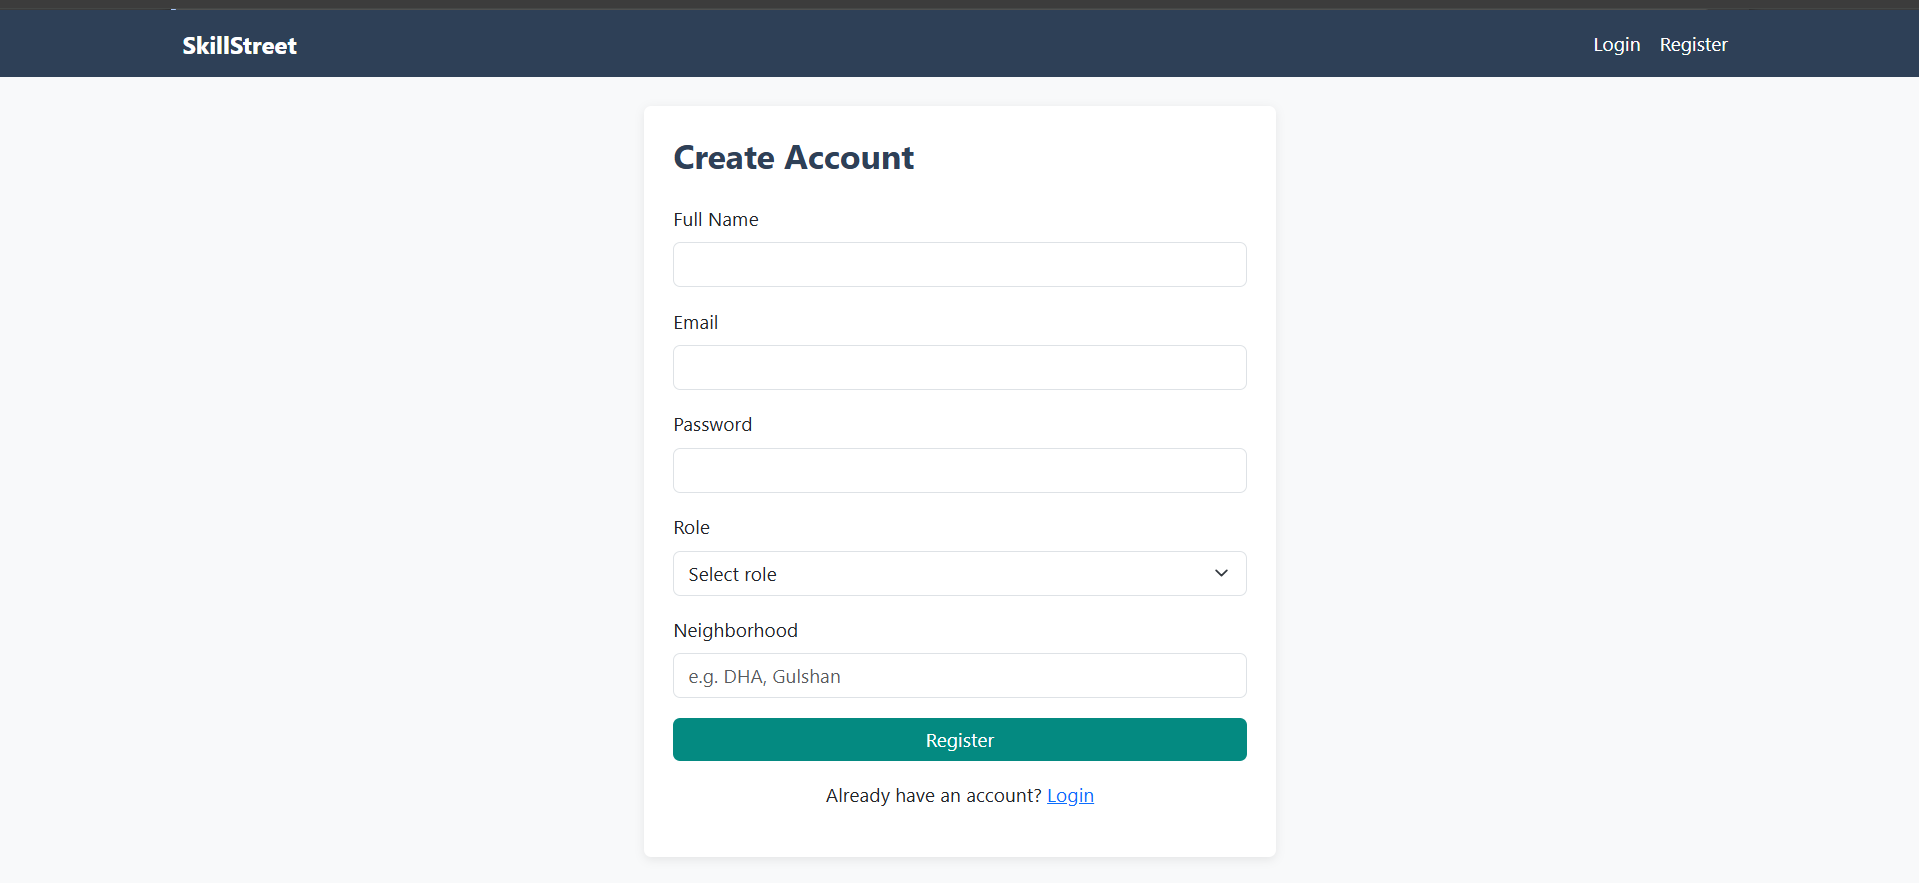 SkillStreet
Login Register
Create Account
Full Name
Email
Password
Role
Select role
Neighborhood
e.g. DHA, Gulshan
Register
Already have an account? Login